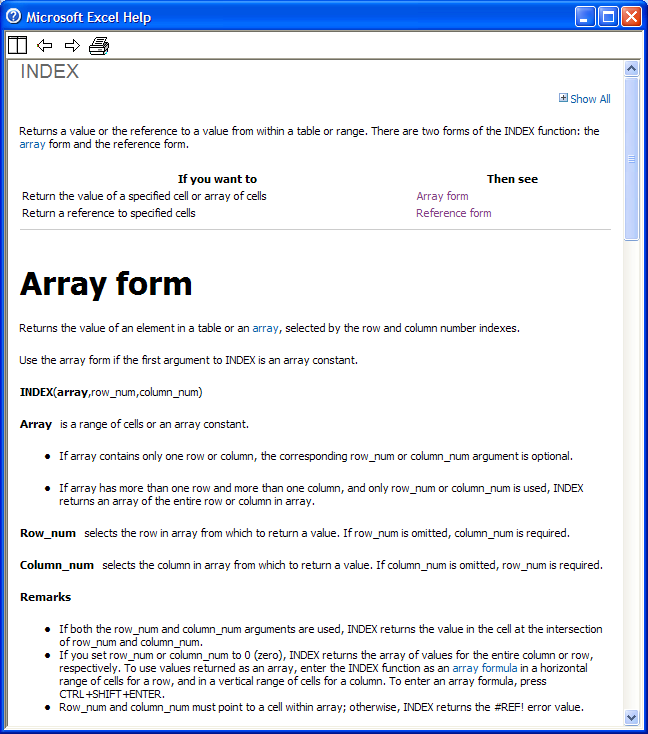 Microsoft Excel Help
INDEX
Show All
Returns a value or the reference to a value from within a table or range. There are two forms of the INDEX function: the
array form and the reference form.
If you want to Then see
Return the value of a specified cell or array of cells Array form
Return a reference to specified cells Reference form
Array form
Returns the value of an element in a table or an array, selected by the row and column number indexes.
Use the array form if the first argument to INDEX is an array constant.
INDEX(array,row_num,column_num)
Array is a range of cells or an array constant.
• If array contains only one row or column, the corresponding row_num or column_num argument is optional.
• If array has more than one row and more than one column, and only row_num or column_num is used, INDEX
returns an array of the entire row or column in array.
Row_num selects the row in array from which to return a value. If row_num is omitted, column_num is required.
Column_num selects the column in array from which to return a value. If column_num is omitted, row_num is required.
Remarks
• If both the row_num and column_num arguments are used, INDEX returns the value in the cell at the intersection
of row_num and column_num.
• If you set row_num or column_num to 0 (zero), INDEX returns the array of values for the entire column or row,
respectively. To use values returned as an array, enter the INDEX function as an array formula in a horizontal
range of cells for a row, and in a vertical range of cells for a column. To enter an array formula, press
CTRL+SHIFT+ENTER.
• Row_num and column_num must point to a cell within array; otherwise, INDEX returns the #REF! error value.